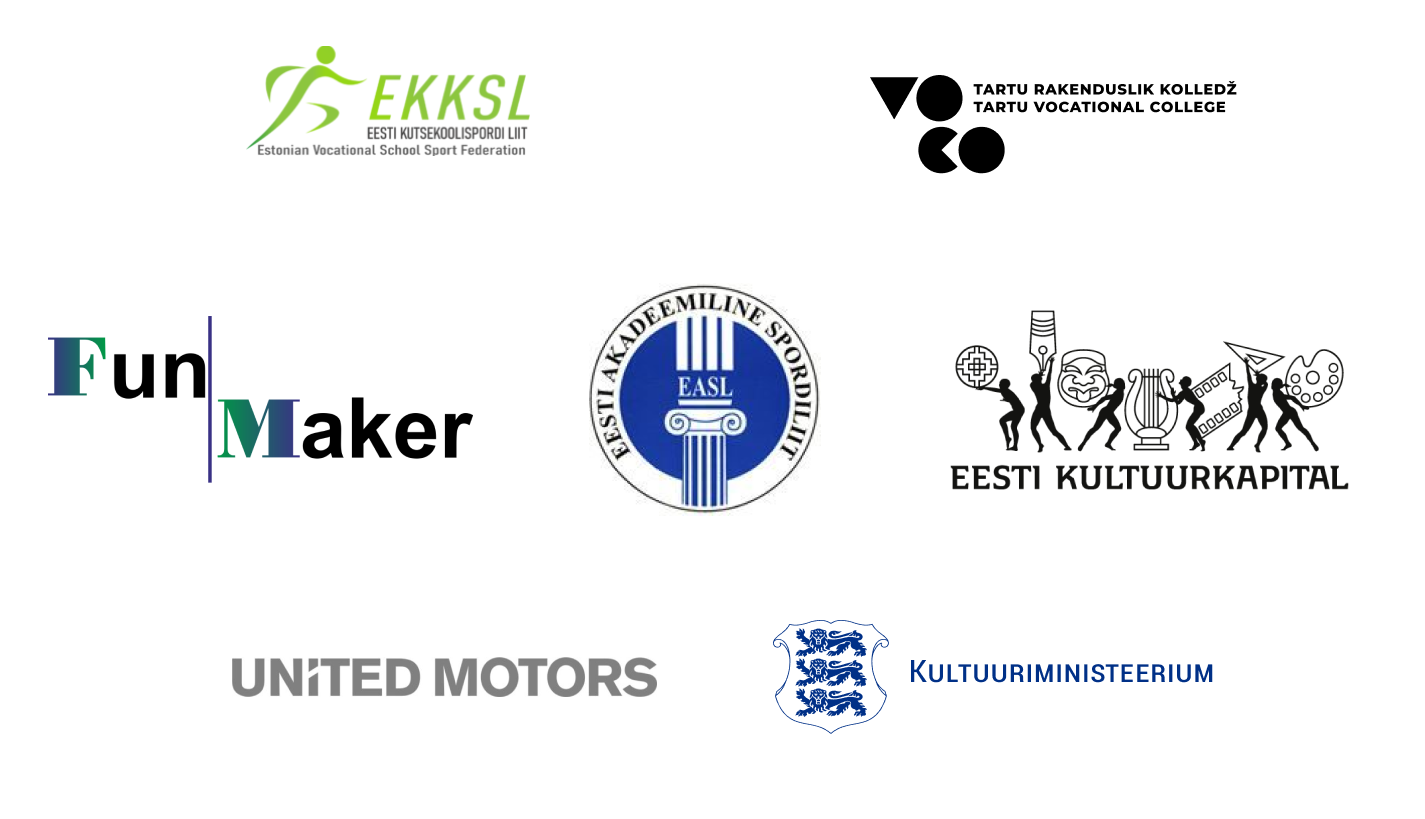 EKKSL
EESTI KUTSEKOOLISPORDI LIIT
Estonian Vocational School Sport Federation
VOCO
TARTU RAKENDUSLIK KOLLEDŽ
TARTU VOCATIONAL COLLEGE
Fun
Maker
EESTI AKADEEMILINE SPORDILIIT
EASL
EESTI KULTUURKAPITAL
UNiTED MOTORS
KULTUURIMINISTEERIUM